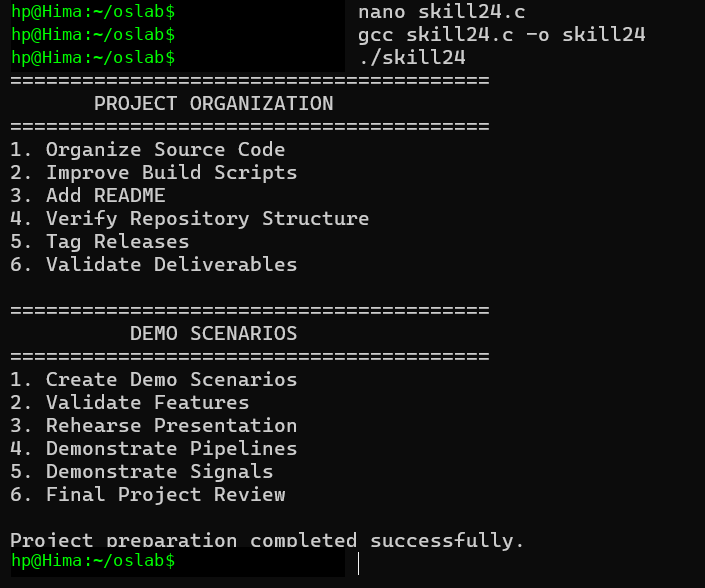 hp@Hima:~/oslab$ nano skill24.c
hp@Hima:~/oslab$ gcc skill24.c -o skill24
hp@Hima:~/oslab$ ./skill24
========================================
PROJECT ORGANIZATION
========================================
1. Organize Source Code
2. Improve Build Scripts
3. Add README
4. Verify Repository Structure
5. Tag Releases
6. Validate Deliverables
========================================
DEMO SCENARIOS
========================================
1. Create Demo Scenarios
2. Validate Features
3. Rehearse Presentation
4. Demonstrate Pipelines
5. Demonstrate Signals
6. Final Project Review
Project preparation completed successfully.
hp@Hima:~/oslab$